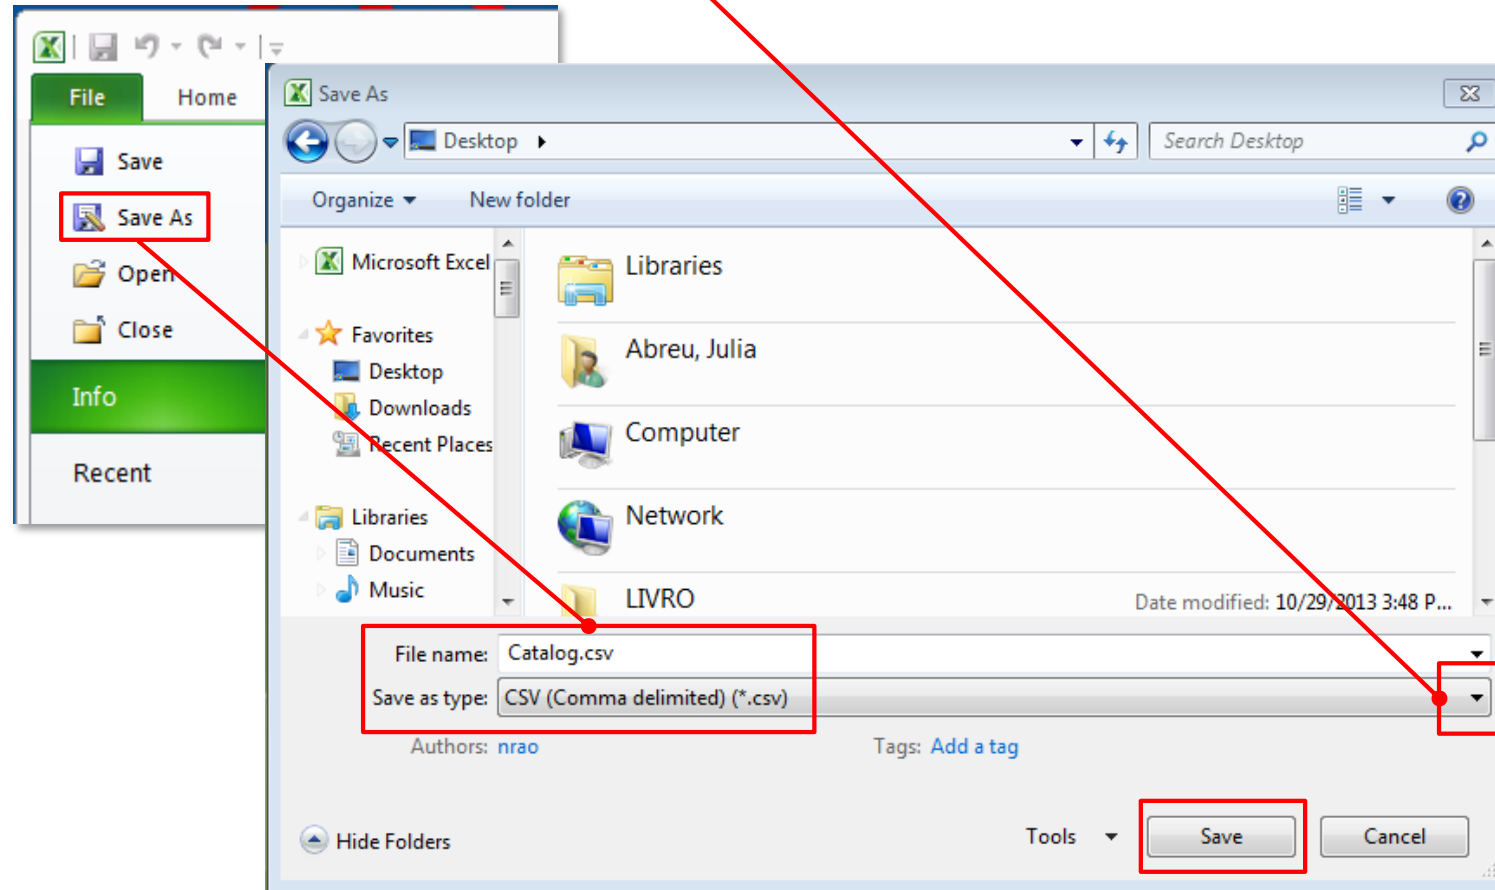 File Home
Save
Save As
Open
Close
Info
Recent
Save As
Desktop
Search Desktop
Organize New folder
Microsoft Excel
Favorites
Desktop
Downloads
Recent Places
Libraries
Documents
Music
Libraries
Abreu, Julia
Computer
Network
LIVRO Date modified: 10/29/2013 3:48 P...
File name: Catalog.csv
Save as type: CSV (Comma delimited) (*.csv)
Authors: nrao Tags: Add a tag
Hide Folders Tools Save Cancel